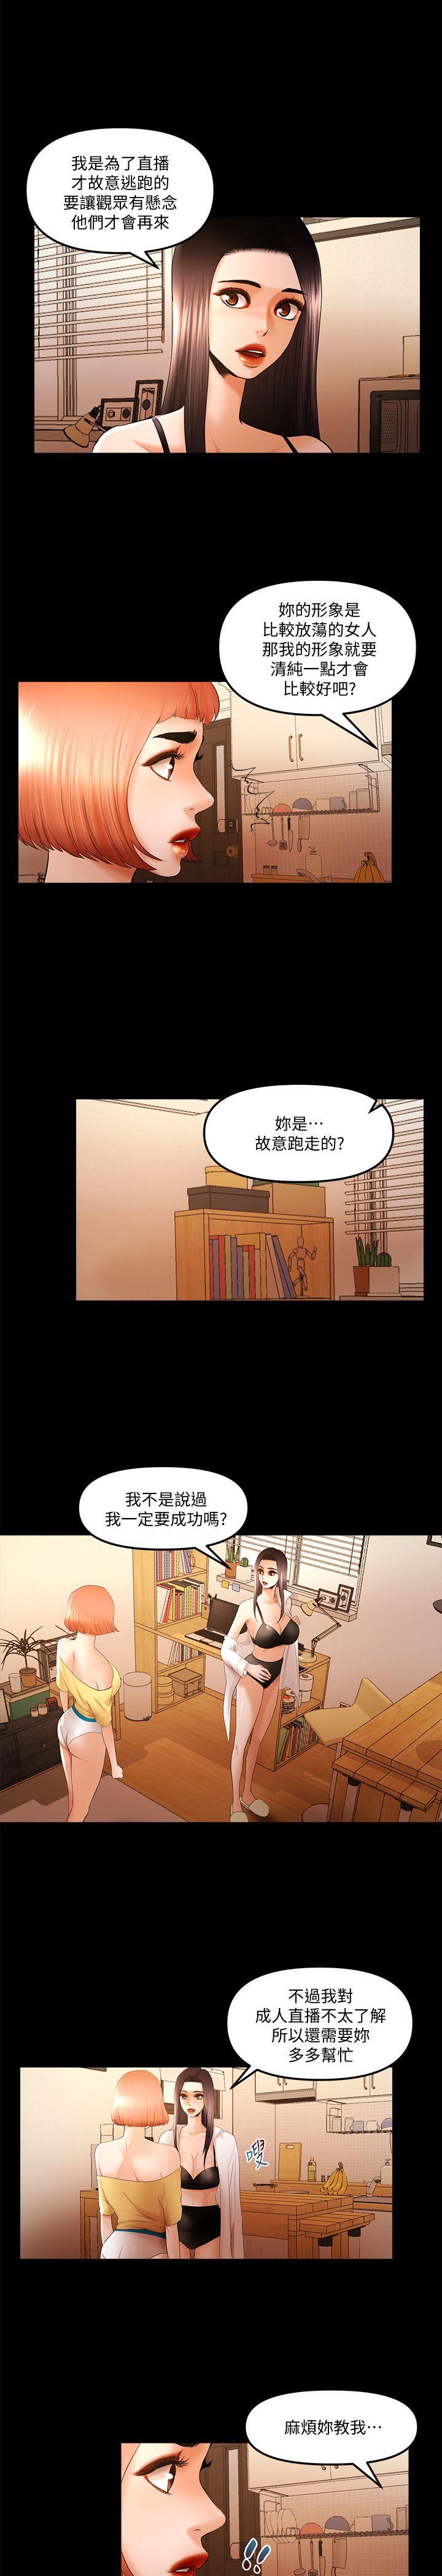 我是為了直播
才故意逃跑的
要讓觀眾有懸念
他們才會再來
妳的形象是
比較放蕩的女人
那我的形象就要
清純一點才會
比較好吧?
妳是…
故意跑走的?
我不是說過
我一定要成功嗎?
不過我對
成人直播不太了解
所以還需要妳
多多幫忙
嗖
麻煩妳教我…
!!